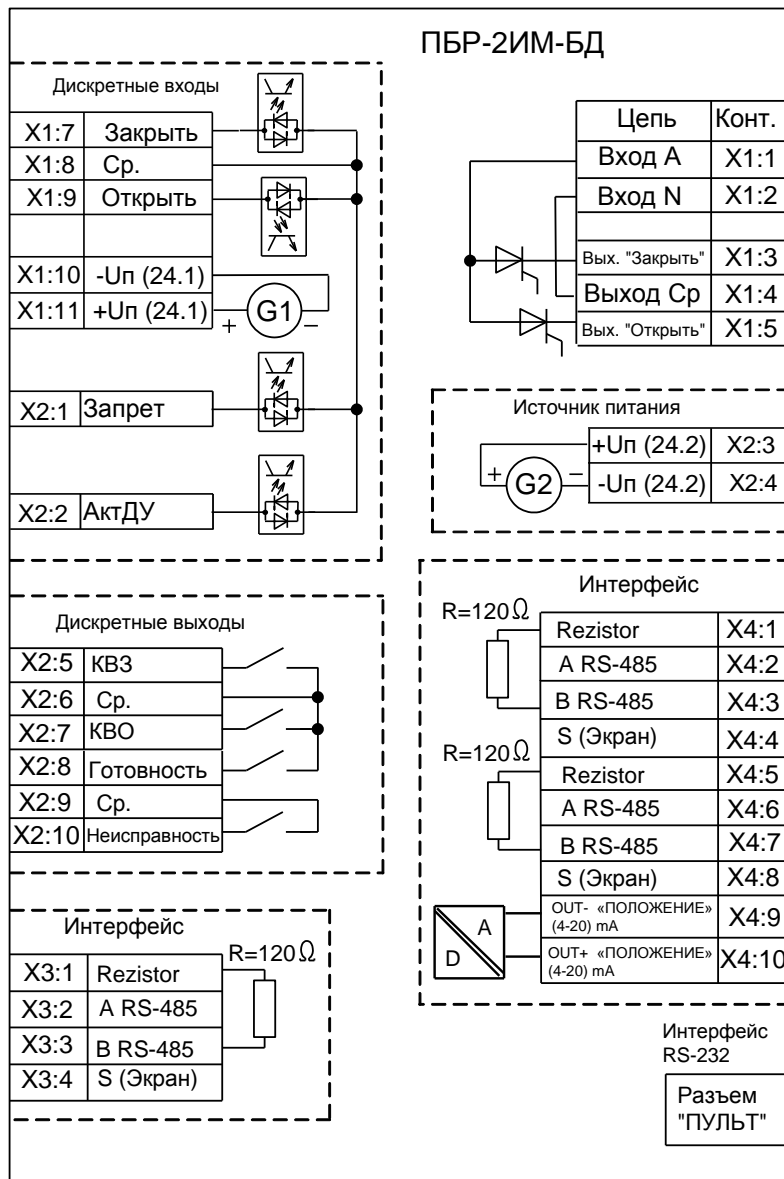 ПБР-2ИМ-БД
Дискретные входы
X1:7 Закрыть
X1:8 Ср.
X1:9 Открыть
X1:10 -Uп (24.1)
X1:11 +Uп (24.1)
+ G1 –
X2:1 Запрет
X2:2 АктДУ
Цепь Конт.
Вход A X1:1
Вход N X1:2
Вых. "Закрыть" X1:3
Выход Ср X1:4
Вых. "Открыть" X1:5
Источник питания
+Uп (24.2) X2:3
-Uп (24.2) X2:4
+ G2 –
Дискретные выходы
X2:5 КВЗ
X2:6 Ср.
X2:7 КВО
X2:8 Готовность
X2:9 Ср.
X2:10 Неисправность
Интерфейс
R=120Ω
Rezistor X4:1
A RS-485 X4:2
B RS-485 X4:3
S (Экран) X4:4
R=120Ω
Rezistor X4:5
A RS-485 X4:6
B RS-485 X4:7
S (Экран) X4:8
OUT- «ПОЛОЖЕНИЕ» X4:9
(4-20) mA
OUT+ «ПОЛОЖЕНИЕ» X4:10
(4-20) mA
A
D
Интерфейс
R=120Ω
X3:1 Rezistor
X3:2 A RS-485
X3:3 B RS-485
X3:4 S (Экран)
Интерфейс
RS-232
Разъем
"ПУЛЬТ"